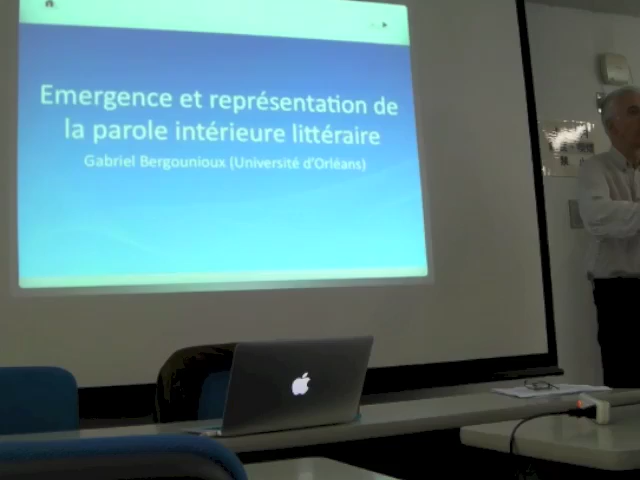 Emergence et représentation de
la parole intérieure littéraire
Gabriel Bergounioux (Université d'Orléans)